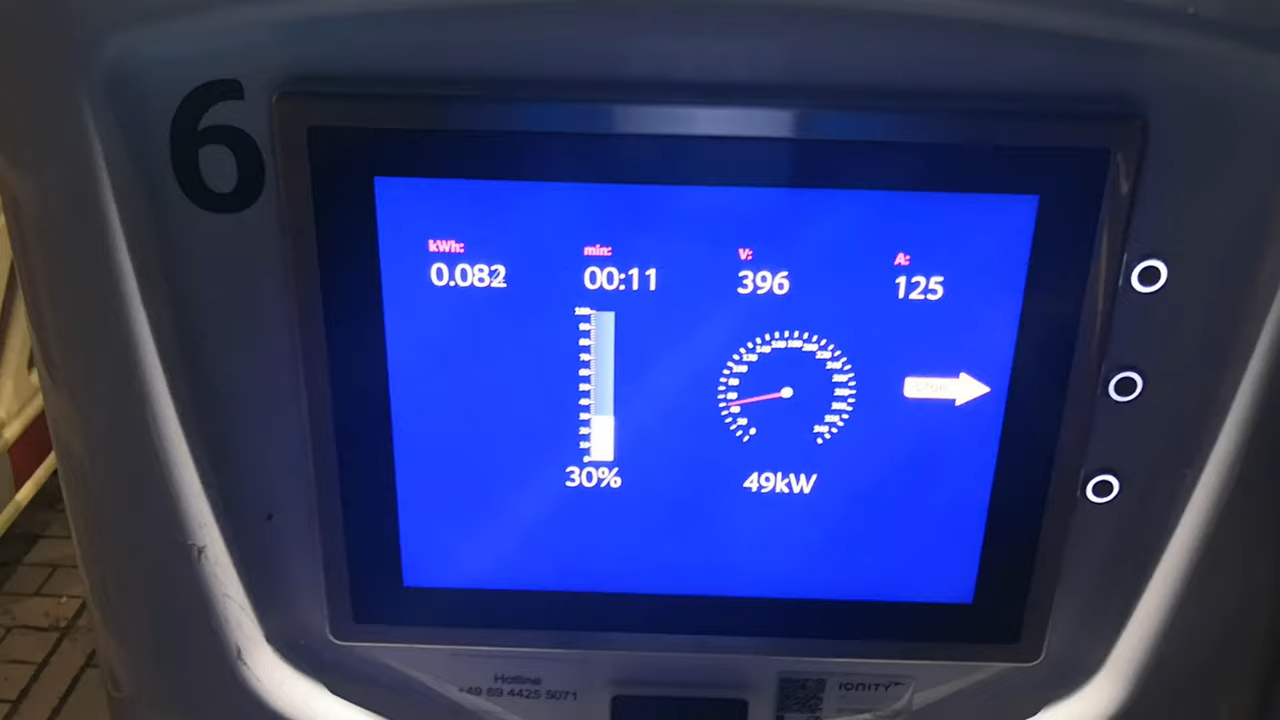 6
kWh: min: V: A:
0.082 00:11 396 125
30% 49kW
Hotline
+49 89 4425 5071
IONITY